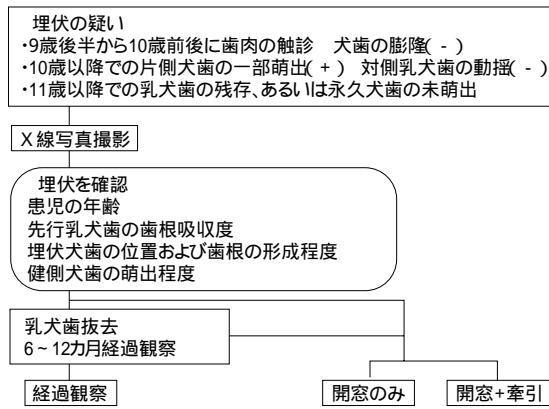 埋伏の疑い
・9歳後半から10歳前後に歯肉の触診 犬歯の膨隆( - )
・10歳以降での片側犬歯の一部萌出( + ) 対側乳犬歯の動揺( - )
・11歳以降での乳犬歯の残存､あるいは永久犬歯の未萌出
X線写真撮影
埋伏を確認
患児の年齢
先行乳犬歯の歯根吸収度
埋伏犬歯の位置および歯根の形成程度
健側犬歯の萌出程度
乳犬歯抜去
6～12カ月経過観察
経過観察
開窓のみ
開窓+牽引